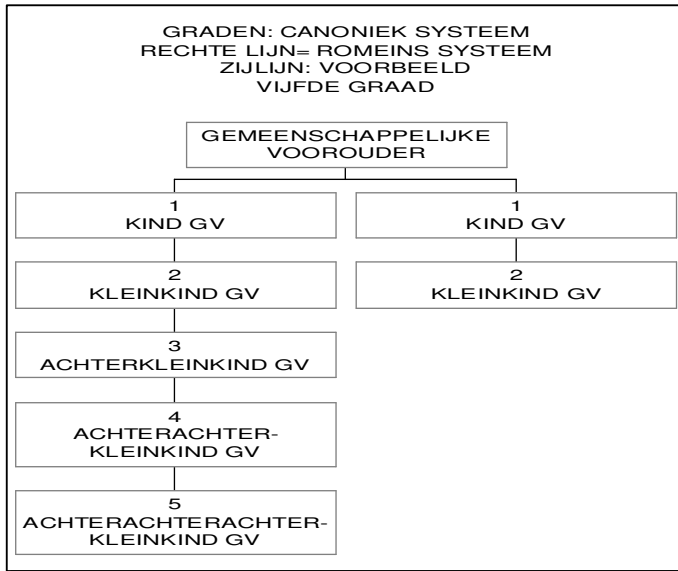 GRADEN: CANONIEK SYSTEEM
RECHTE LIJN= ROMEINS SYSTEEM
ZIJLIJN: VOORBEELD
VIJFDE GRAAD
GEMEENSCHAPPELIJKE
VOOROUDER
1
KIND GV
2
KLEINKIND GV
3
ACHTERKLEINKIND GV
4
ACHTERACHTER-
KLEINKIND GV
5
ACHTERACHTERACHTER-
KLEINKIND GV
1
KIND GV
2
KLEINKIND GV